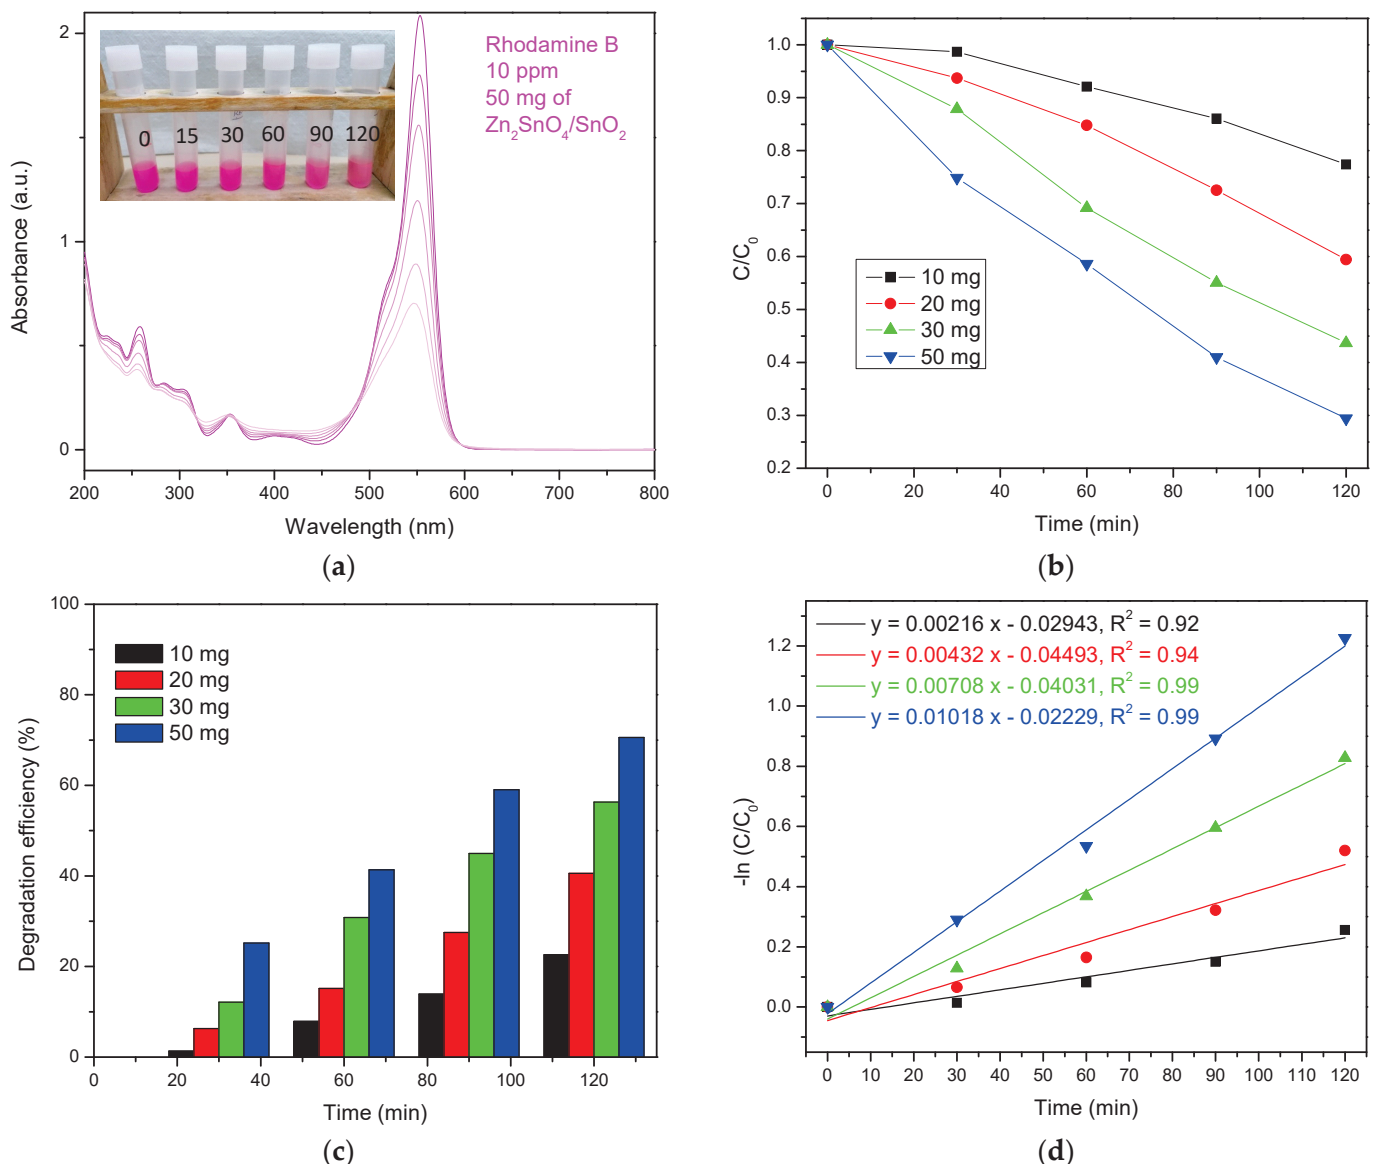 2
1
0
Absorbance (a.u.)
0 15 30 60 90 120
Rhodamine B
10 ppm
50 mg of
Zn₂SnO₄/SnO₂
200 300 400 500 600 700 800
Wavelength (nm)
(a)
1.0
0.9
0.8
0.7
0.6
0.5
0.4
0.3
0.2
C/C₀
10 mg
20 mg
30 mg
50 mg
0 20 40 60 80 100 120
Time (min)
(b)
100
80
60
40
20
0
Degradation efficiency (%)
10 mg
20 mg
30 mg
50 mg
0 20 40 60 80 100 120
Time (min)
(c)
y = 0.00216 x - 0.02943, R² = 0.92
y = 0.00432 x - 0.04493, R² = 0.94
y = 0.00708 x - 0.04031, R² = 0.99
y = 0.01018 x - 0.02229, R² = 0.99
1.2
1.0
0.8
0.6
0.4
0.2
0.0
-ln (C/C₀)
0 10 20 30 40 50 60 70 80 90 100 110 120
Time (min)
(d)